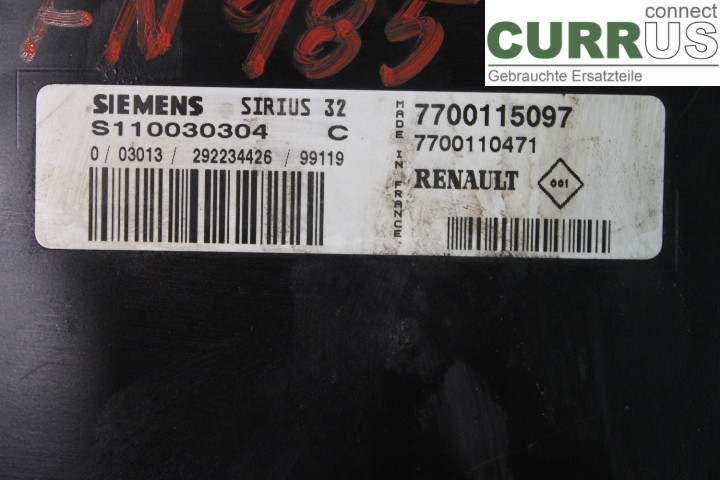 FN 985
connect
CURRUS
Gebrauchte Ersatzteile
SIEMENS SIRIUS 32
S110030304 C
0 / 03013 / 292234426 / 99119
MADE IN FRANCE
7700115097
7700110471
RENAULT 001